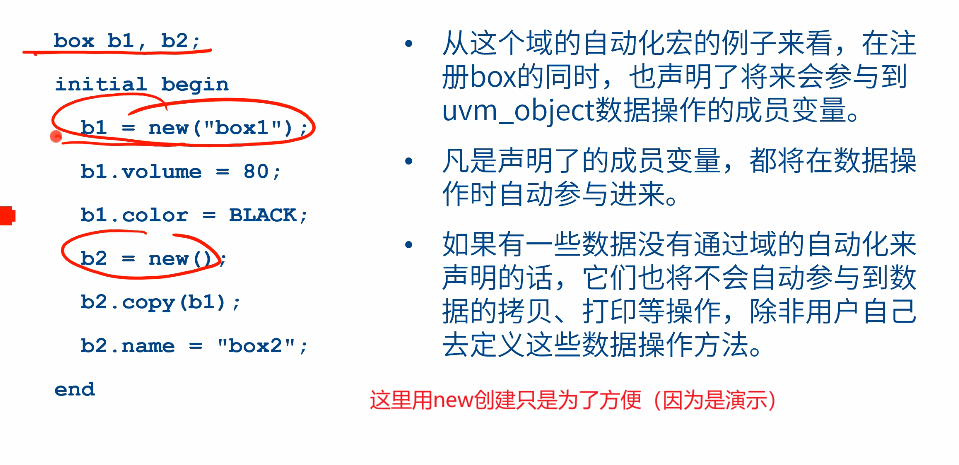 box b1, b2;
initial begin
b1 = new("box1");
b1.volume = 80;
b1.color = BLACK;
b2 = new();
b2.copy(b1);
b2.name = "box2";
end
• 从这个域的自动化宏的例子来看，在注
册box的同时，也声明了将来会参与到
uvm_object数据操作的成员变量。
• 凡是声明了的成员变量，都将在数据操
作时自动参与进来。
• 如果有一些数据没有通过域的自动化来
声明的话，它们也将不会自动参与到数
据的拷贝、打印等操作，除非用户自己
去定义这些数据操作方法。
这里用new创建只是为了方便（因为是演示）